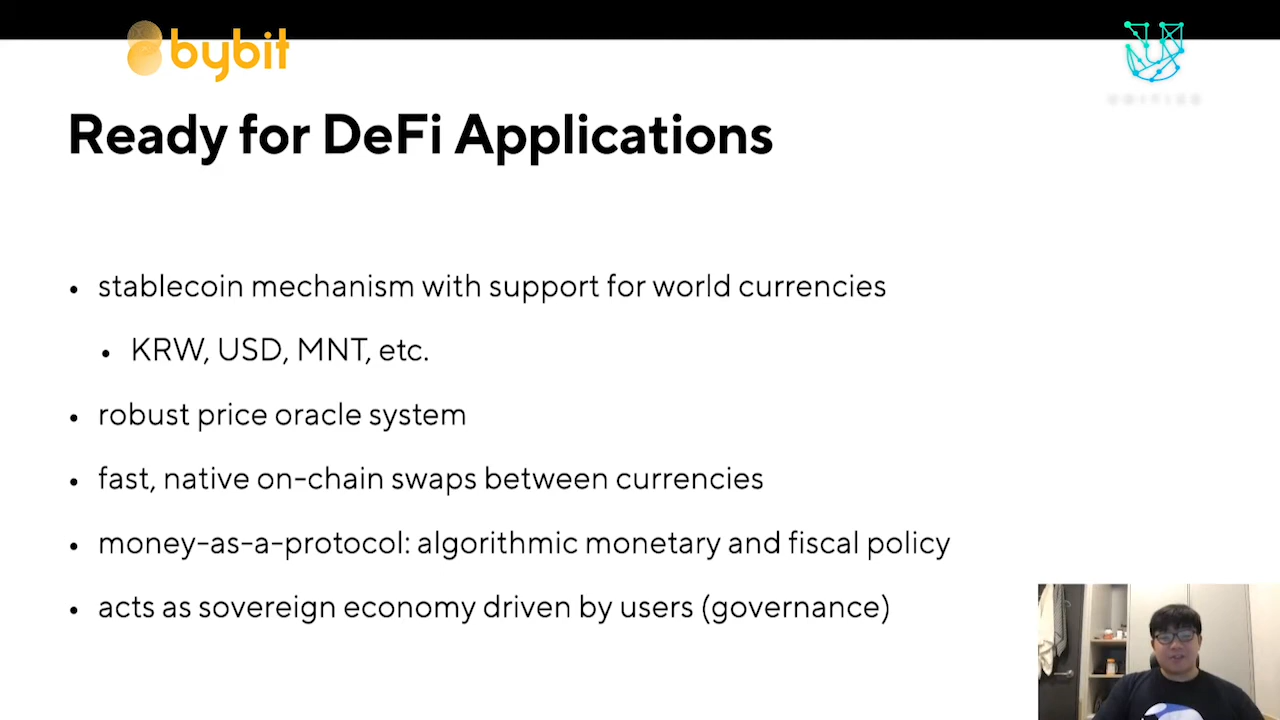 bybit
Ready for DeFi Applications
• stablecoin mechanism with support for world currencies
• KRW, USD, MNT, etc.
• robust price oracle system
• fast, native on-chain swaps between currencies
• money-as-a-protocol: algorithmic monetary and fiscal policy
• acts as sovereign economy driven by users (governance)